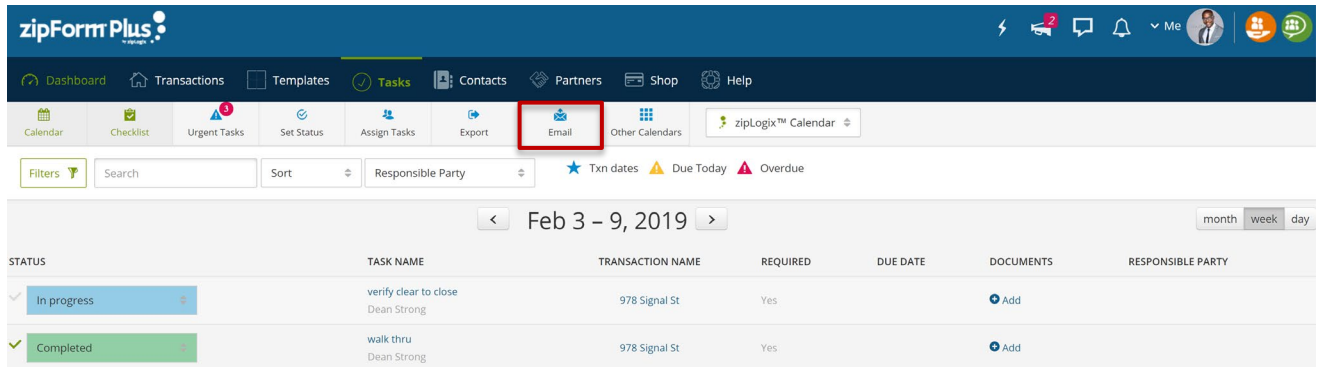 zipForm Plus
by zipLogix
2
Me
Dashboard Transactions Templates Tasks Contacts Partners Shop Help
3
Calendar Checklist Urgent Tasks Set Status Assign Tasks Export Email Other Calendars zipLogix™ Calendar
Filters Search Sort Responsible Party Txn dates Due Today Overdue
Feb 3 – 9, 2019 month week day
STATUS TASK NAME TRANSACTION NAME REQUIRED DUE DATE DOCUMENTS RESPONSIBLE PARTY
In progress verify clear to close 978 Signal St Yes Add
Dean Strong
Completed walk thru 978 Signal St Yes Add
Dean Strong